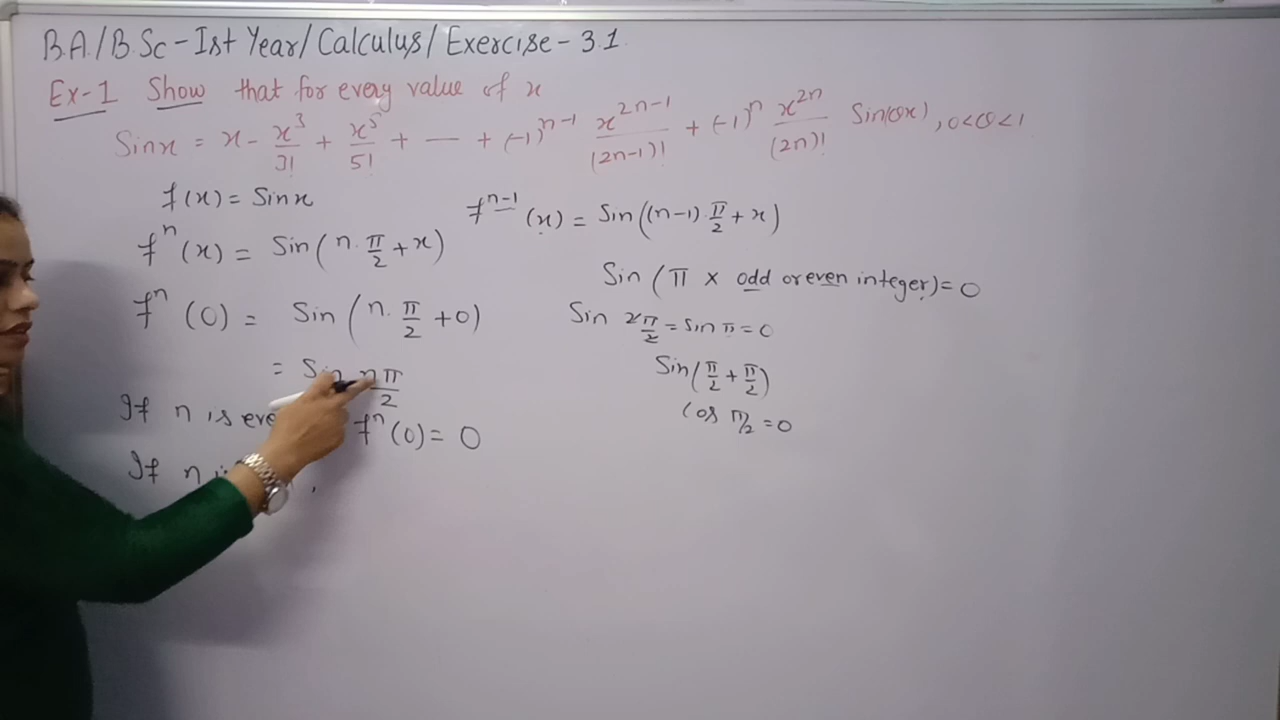 B.A./B.Sc - Ist Year/ Calculus/ Exercise - 3.1
Ex-1 Show that for every value of x
Sinx = x - x^3/3! + x^5/5! + — + (-1)^{n-1} x^{2n-1}/(2n-1)! + (-1)^n x^{2n}/(2n)! Sin(θx), 0<θ<1
f(x) = Sinx
f^{n-1}(x) = Sin((n-1) π/2 + x)
f^n(x) = Sin(n. π/2 + x)
Sin (π x odd or even integer) = 0
f^n(0) = Sin(n. π/2 + 0)
Sin 2π/2 = Sin π = 0
= Sin nπ/2
Sin(π/2 + π/2)
If n is eve
f^n(0) = 0
Cos π/2 = 0
If n i ,